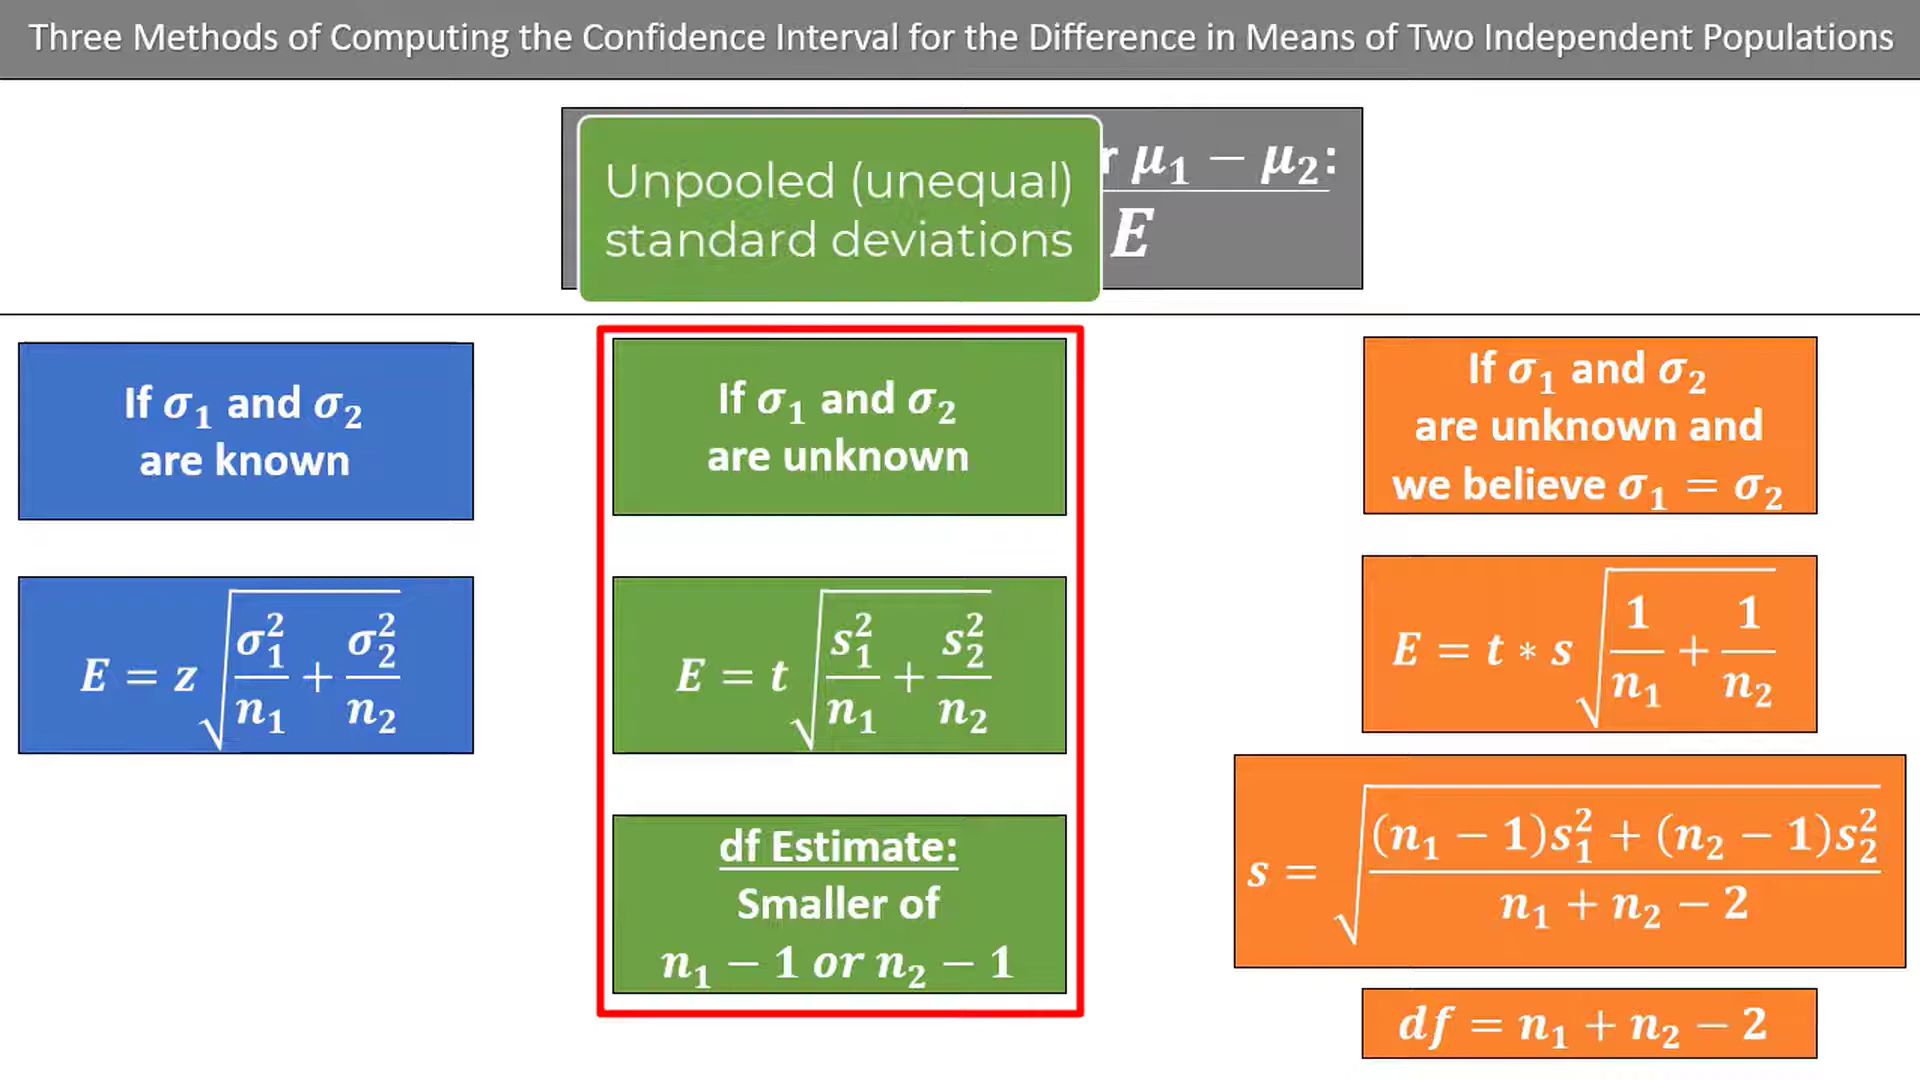 Three Methods of Computing the Confidence Interval for the Difference in Means of Two Independent Populations
Unpooled (unequal)
standard deviations
r μ₁ − μ₂:
E
If σ₁ and σ₂
are known
E = z √(σ₁²/n₁ + σ₂²/n₂)
If σ₁ and σ₂
are unknown
E = t √(s₁²/n₁ + s₂²/n₂)
df Estimate:
Smaller of
n₁ − 1 or n₂ − 1
If σ₁ and σ₂
are unknown and
we believe σ₁ = σ₂
E = t * s √(1/n₁ + 1/n₂)
s = √(((n₁ − 1)s₁² + (n₂ − 1)s₂²)/(n₁ + n₂ − 2))
df = n₁ + n₂ − 2